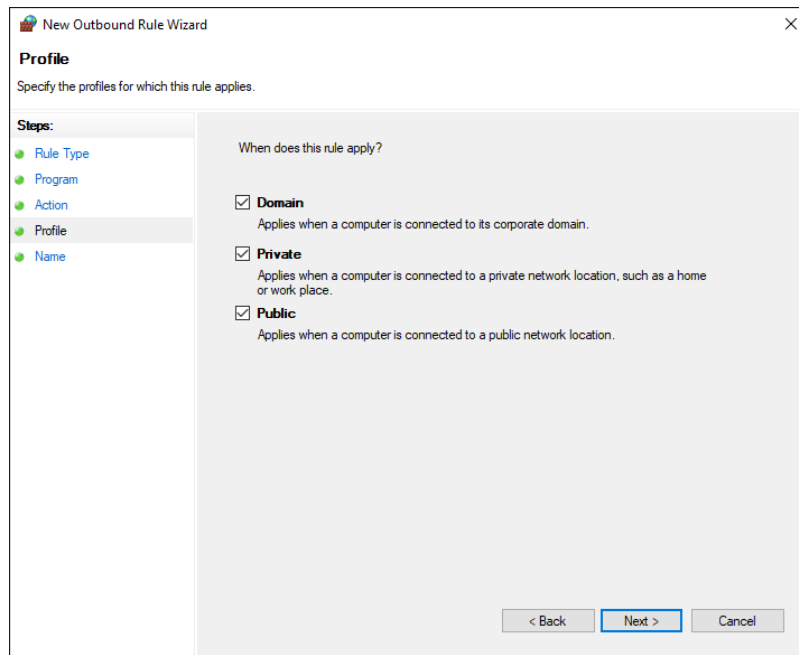 New Outbound Rule Wizard
Profile
Specify the profiles for which this rule applies.
Steps:
Rule Type
Program
Action
Profile
Name
When does this rule apply?
Domain
Applies when a computer is connected to its corporate domain.
Private
Applies when a computer is connected to a private network location, such as a home
or work place.
Public
Applies when a computer is connected to a public network location.
< Back
Next >
Cancel